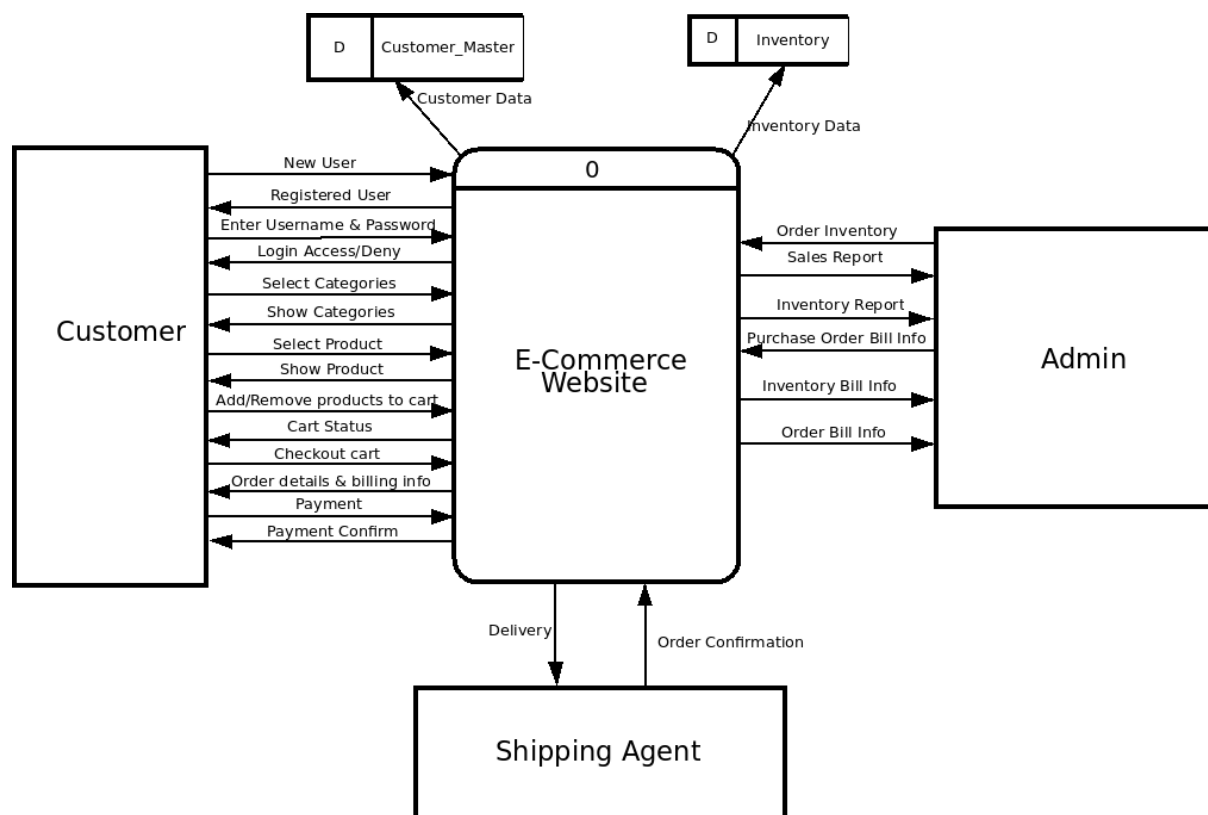 D
Customer_Master
D
Inventory
Customer Data
Inventory Data
0
E-Commerce
Website
Customer
New User
Registered User
Enter Username & Password
Login Access/Deny
Select Categories
Show Categories
Select Product
Show Product
Add/Remove products to cart
Cart Status
Checkout cart
Order details & billing info
Payment
Payment Confirm
Order Inventory
Sales Report
Inventory Report
Purchase Order Bill Info
Inventory Bill Info
Order Bill Info
Admin
Delivery
Order Confirmation
Shipping Agent